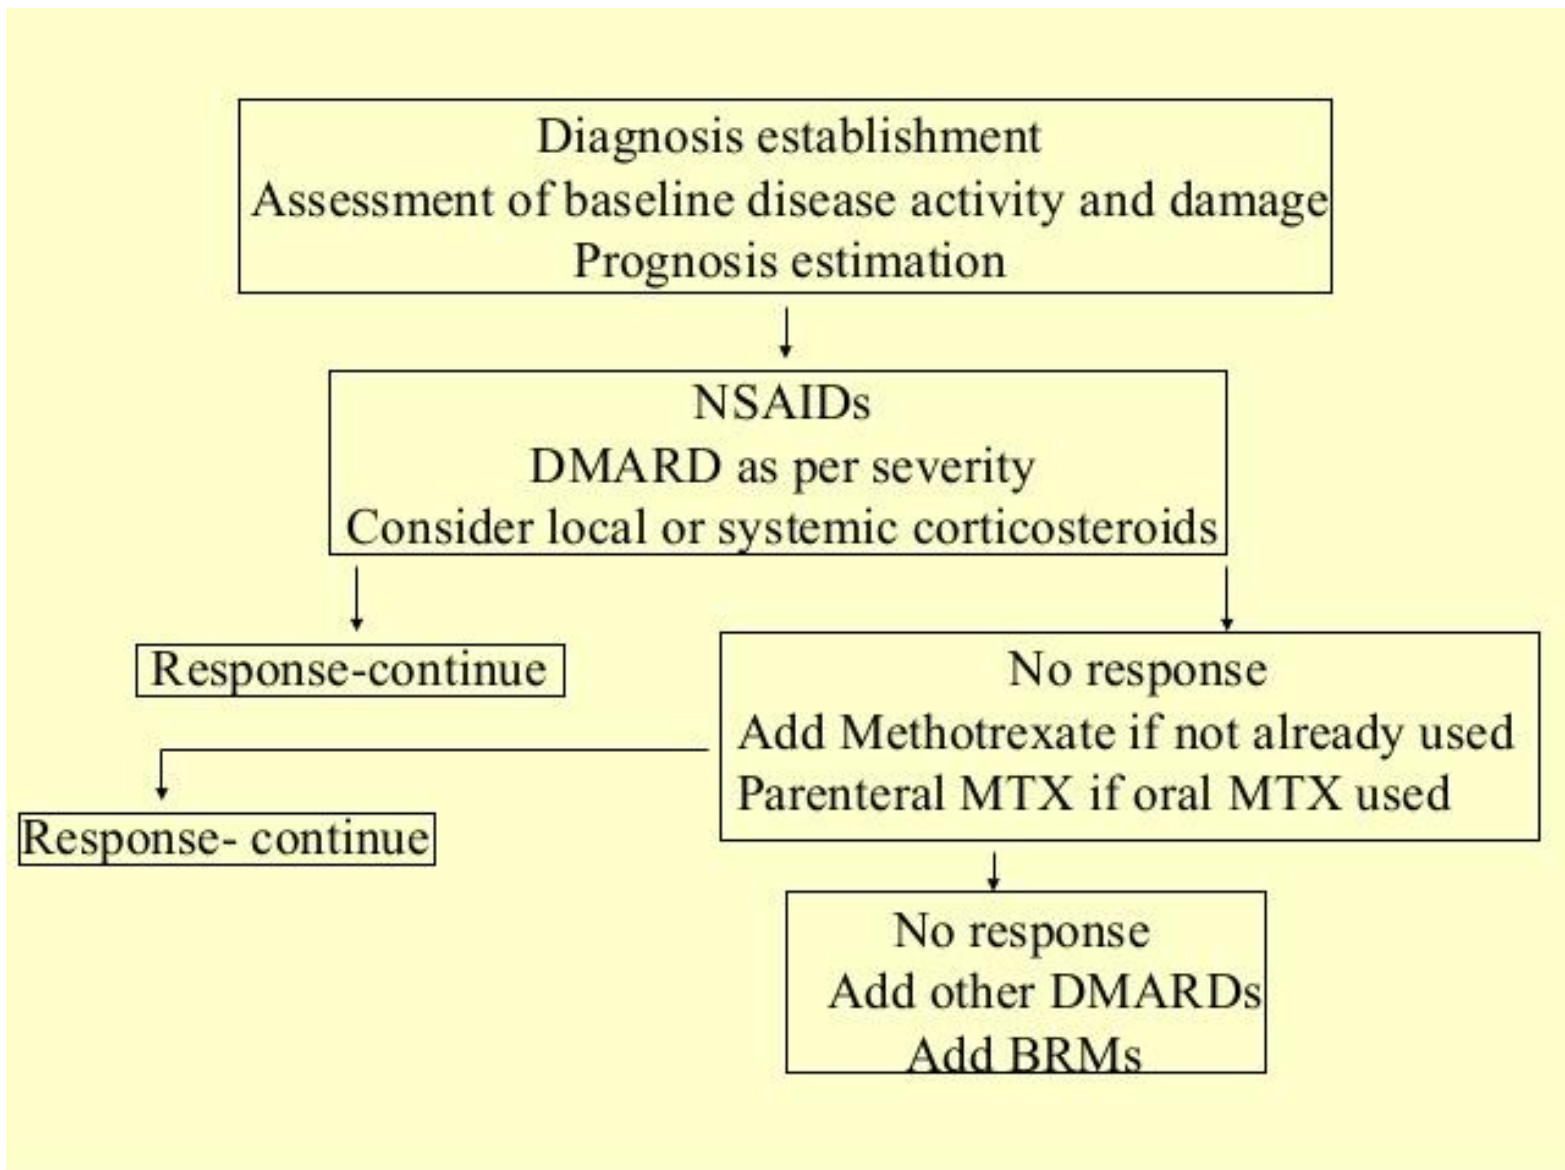 Diagnosis establishment
Assessment of baseline disease activity and damage
Prognosis estimation
NSAIDs
DMARD as per severity
Consider local or systemic corticosteroids
Response-continue
No response
Add Methotrexate if not already used
Parenteral MTX if oral MTX used
Response- continue
No response
Add other DMARDs
Add BRMs